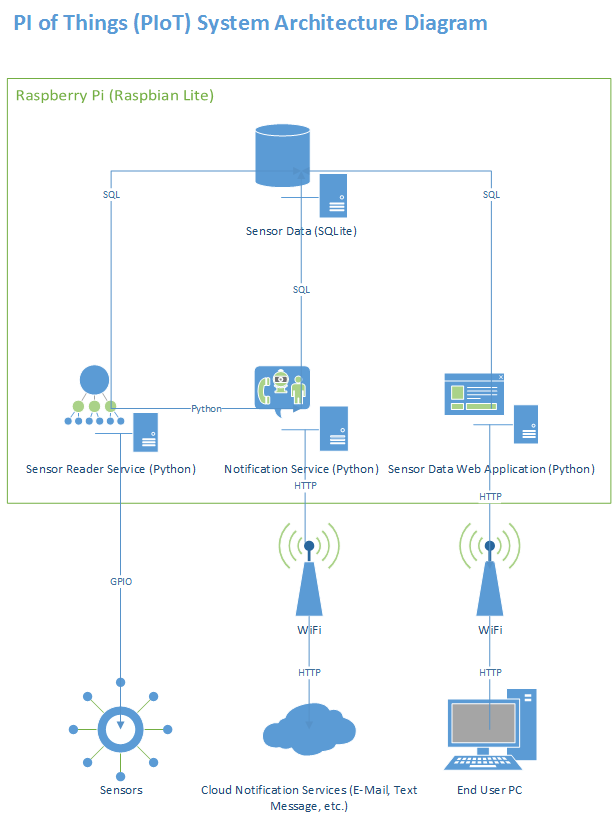 PI of Things (PIoT) System Architecture Diagram
Raspberry Pi (Raspbian Lite)
SQL
SQL
Sensor Data (SQLite)
SQL
Python
Sensor Reader Service (Python)
Notification Service (Python)
Sensor Data Web Application (Python)
HTTP
HTTP
GPIO
WiFi
WiFi
HTTP
HTTP
Sensors
Cloud Notification Services (E-Mail, Text
Message, etc.)
End User PC